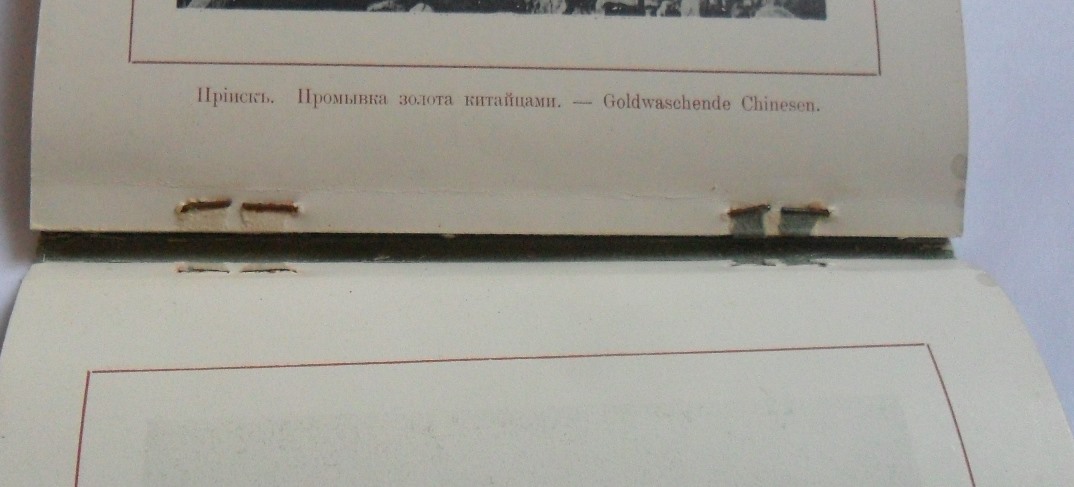 Пріискъ. Промывка золота китайцами. — Goldwaschende Chinesen.